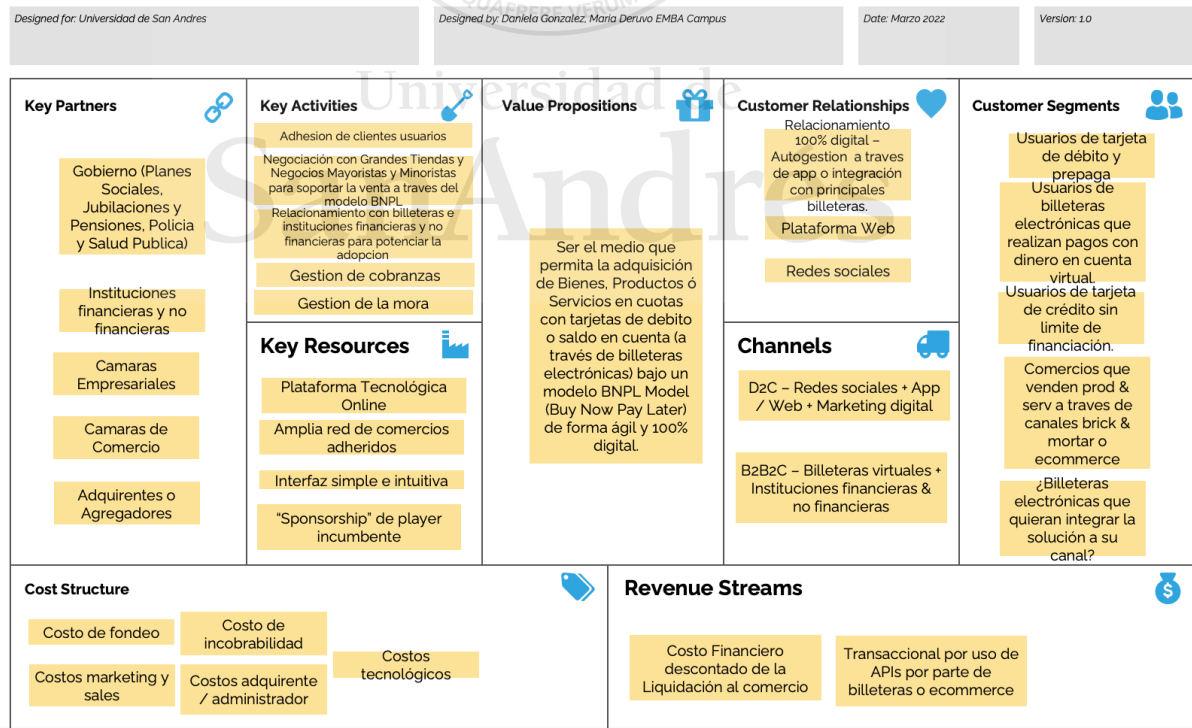 QUAERERE VERUM
Designed for: Universidad de San Andres
Designed by: Daniela Gonzalez, Maria Deruvo EMBA Campus
Date: Marzo 2022
Version: 1.0
Universidad de
SanAndrés
Key Partners
Gobierno (Planes
Sociales,
Jubilaciones y
Pensiones, Policia
y Salud Publica)
Instituciones
financieras y no
financieras
Camaras
Empresariales
Camaras de
Comercio
Adquirentes o
Agregadores
Key Activities
Adhesion de clientes usuarios
Negociación con Grandes Tiendas y
Negocios Mayoristas y Minoristas
para soportar la venta a traves del
modelo BNPL
Relacionamiento con billeteras e
instituciones financieras y no
financieras para potenciar la
adopcion
Gestion de cobranzas
Gestion de la mora
Key Resources
Plataforma Tecnológica
Online
Amplia red de comercios
adheridos
Interfaz simple e intuitiva
“Sponsorship” de player
incumbente
Value Propositions
Ser el medio que
permita la adquisición
de Bienes, Productos ó
Servicios en cuotas
con tarjetas de debito
o saldo en cuenta (a
través de billeteras
electrónicas) bajo un
modelo BNPL Model
(Buy Now Pay Later)
de forma ágil y 100%
digital.
Customer Relationships
Relacionamiento
100% digital –
Autogestion a traves
de app o integración
con principales
billeteras.
Plataforma Web
Redes sociales
Channels
D2C – Redes sociales + App
/ Web + Marketing digital
B2B2C – Billeteras virtuales +
Instituciones financieras &
no financieras
Customer Segments
Usuarios de tarjeta
de débito y
prepaga
Usuarios de
billeteras
electrónicas que
realizan pagos con
dinero en cuenta
virtual.
Usuarios de tarjeta
de crédito sin
limite de
financiación.
Comercios que
venden prod &
serv a traves de
canales brick &
mortar o
ecommerce
¿Billeteras
electrónicas que
quieran integrar la
solución a su
canal?
Cost Structure
Costo de fondeo
Costo de
incobrabilidad
Costos
tecnológicos
Costos marketing y
sales
Costos adquirente
/ administrador
Revenue Streams
$
Costo Financiero
descontado de la
Liquidación al comercio
Transaccional por uso de
APIs por parte de
billeteras o ecommerce